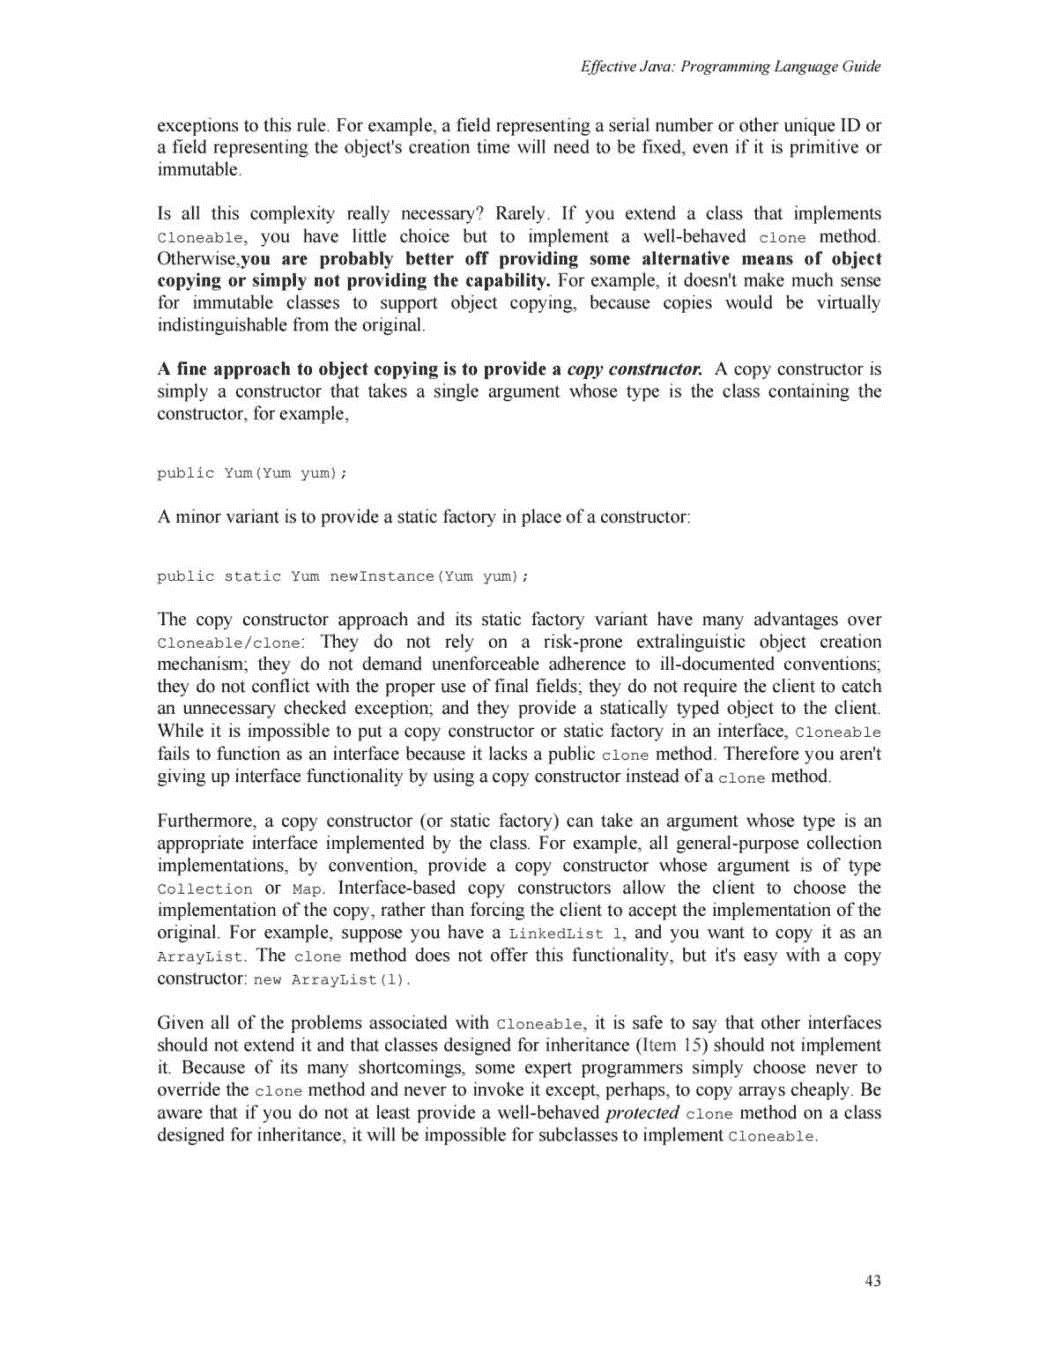 Effective Java: Programming Language Guide
exceptions to this rule. For example, a field representing a serial number or other unique ID or
a field representing the object's creation time will need to be fixed, even if it is primitive or
immutable.
Is all this complexity really necessary? Rarely. If you extend a class that implements
Cloneable, you have little choice but to implement a well-behaved clone method.
Otherwise,you are probably better off providing some alternative means of object
copying or simply not providing the capability. For example, it doesn't make much sense
for immutable classes to support object copying, because copies would be virtually
indistinguishable from the original.
A fine approach to object copying is to provide a copy constructor. A copy constructor is
simply a constructor that takes a single argument whose type is the class containing the
constructor, for example,
public Yum(Yum yum);
A minor variant is to provide a static factory in place of a constructor:
public static Yum newInstance(Yum yum);
The copy constructor approach and its static factory variant have many advantages over
Cloneable/clone: They do not rely on a risk-prone extralinguistic object creation
mechanism; they do not demand unenforceable adherence to ill-documented conventions;
they do not conflict with the proper use of final fields; they do not require the client to catch
an unnecessary checked exception; and they provide a statically typed object to the client.
While it is impossible to put a copy constructor or static factory in an interface, Cloneable
fails to function as an interface because it lacks a public clone method. Therefore you aren't
giving up interface functionality by using a copy constructor instead of a clone method.
Furthermore, a copy constructor (or static factory) can take an argument whose type is an
appropriate interface implemented by the class. For example, all general-purpose collection
implementations, by convention, provide a copy constructor whose argument is of type
Collection or Map. Interface-based copy constructors allow the client to choose the
implementation of the copy, rather than forcing the client to accept the implementation of the
original. For example, suppose you have a LinkedList l, and you want to copy it as an
ArrayList. The clone method does not offer this functionality, but it's easy with a copy
constructor: new ArrayList(l).
Given all of the problems associated with Cloneable, it is safe to say that other interfaces
should not extend it and that classes designed for inheritance (Item 15) should not implement
it. Because of its many shortcomings, some expert programmers simply choose never to
override the clone method and never to invoke it except, perhaps, to copy arrays cheaply. Be
aware that if you do not at least provide a well-behaved protected clone method on a class
designed for inheritance, it will be impossible for subclasses to implement Cloneable.
43